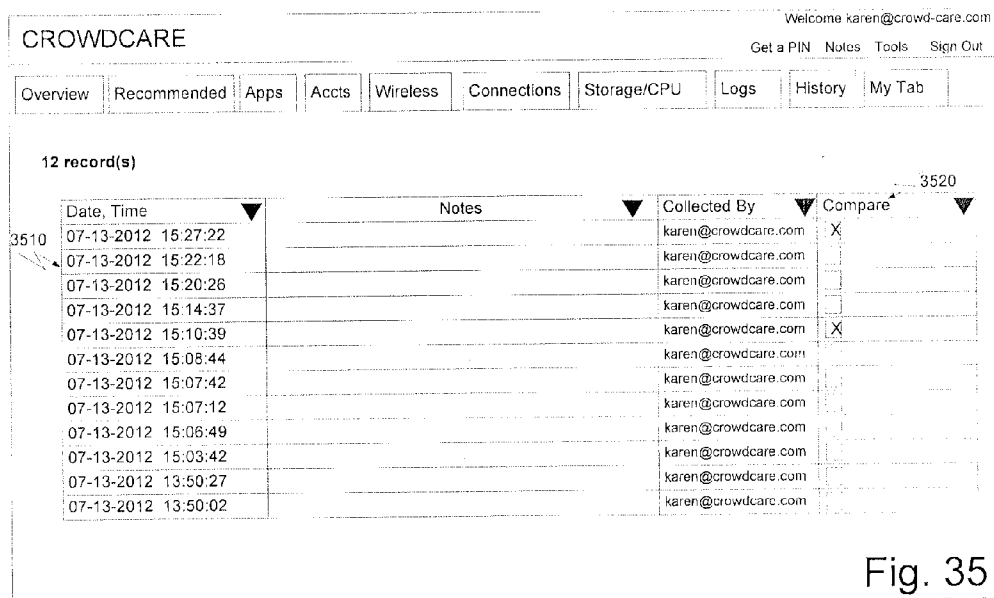 Welcome karen@crowd-care.com
CROWDCARE
Get a PIN Notes Tools Sign Out
Overview Recommended Apps Accts Wireless Connections Storage/CPU Logs History My Tab
12 record(s)
3520
Date, Time Notes Collected By Compare
3510
07-13-2012 15:27:22 karen@crowdcare.com X
07-13-2012 15:22:18 karen@crowdcare.com
07-13-2012 15:20:26 karen@crowdcare.com
07-13-2012 15:14:37 karen@crowdcare.com
07-13-2012 15:10:39 karen@crowdcare.com X
07-13-2012 15:08:44 karen@crowdcare.com
07-13-2012 15:07:42 karen@crowdcare.com
07-13-2012 15:07:12 karen@crowdcare.com
07-13-2012 15:06:49 karen@crowdcare.com
07-13-2012 15:03:42 karen@crowdcare.com
07-13-2012 13:50:27 karen@crowdcare.com
07-13-2012 13:50:02 karen@crowdcare.com
Fig. 35